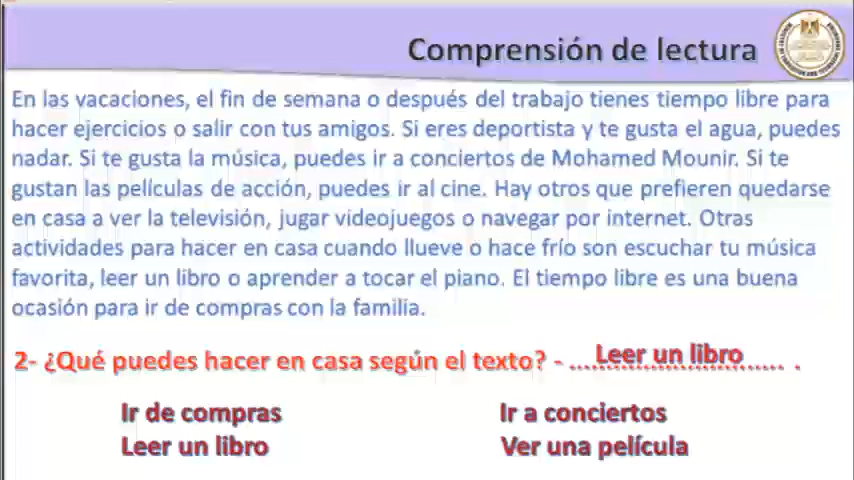 Comprensión de lectura
En las vacaciones, el fin de semana o después del trabajo tienes tiempo libre para
hacer ejercicios o salir con tus amigos. Si eres deportista y te gusta el agua, puedes
nadar. Si te gusta la música, puedes ir a conciertos de Mohamed Mounir. Si te
gustan las películas de acción, puedes ir al cine. Hay otros que prefieren quedarse
en casa a ver la televisión, jugar videojuegos o navegar por internet. Otras
actividades para hacer en casa cuando llueve o hace frío son escuchar tu música
favorita, leer un libro o aprender a tocar el piano. El tiempo libre es una buena
ocasión para ir de compras con la familia.
2- ¿Qué puedes hacer en casa según el texto? - ...Leer un libro... .
Ir de compras Ir a conciertos
Leer un libro Ver una película